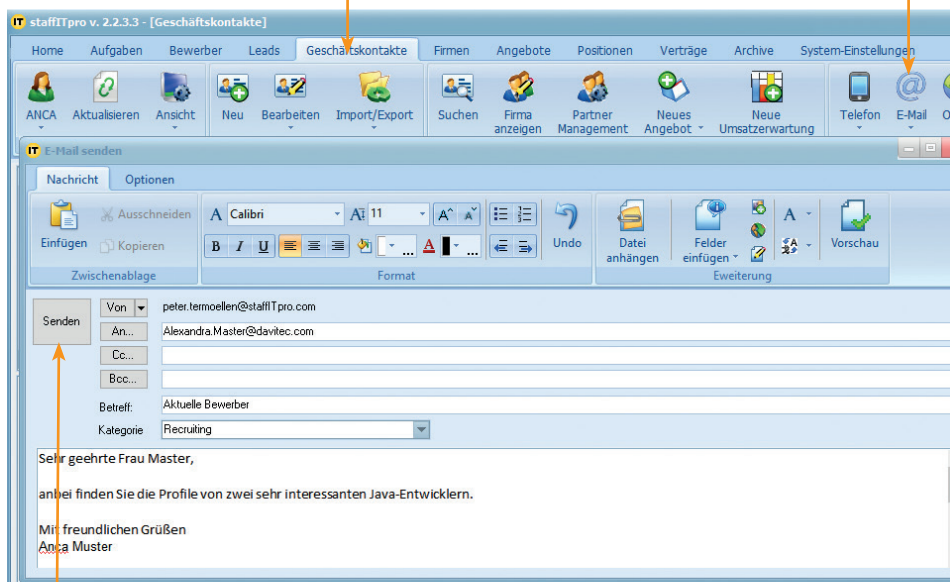 staffITpro v. 2.2.3.3 - [Geschäftskontakte]
Home Aufgaben Bewerber Leads Geschäftskontakte Firmen Angebote Positionen Verträge Archive System-Einstellungen
ANCA Aktualisieren Ansicht Neu Bearbeiten Import/Export Suchen Firma anzeigen Partner Management Neues Angebot Neue Umsatzerwartung Telefon E-Mail
E-Mail senden
Nachricht Optionen
Einfügen Ausschneiden Kopieren
A Calibri 11
B I U Undo Datei anhängen Felder einfügen Vorschau
Zwischenablage Format Eweiterung
Senden
Von peter.termoellen@staffITpro.com
An... Alexandra.Master@davitec.com
Cc...
Bcc...
Betreff: Aktuelle Bewerber
Kategorie Recruiting
Sehr geehrte Frau Master,
anbei finden Sie die Profile von zwei sehr interessanten Java-Entwicklern.
Mit freundlichen Grüßen
Anca Muster